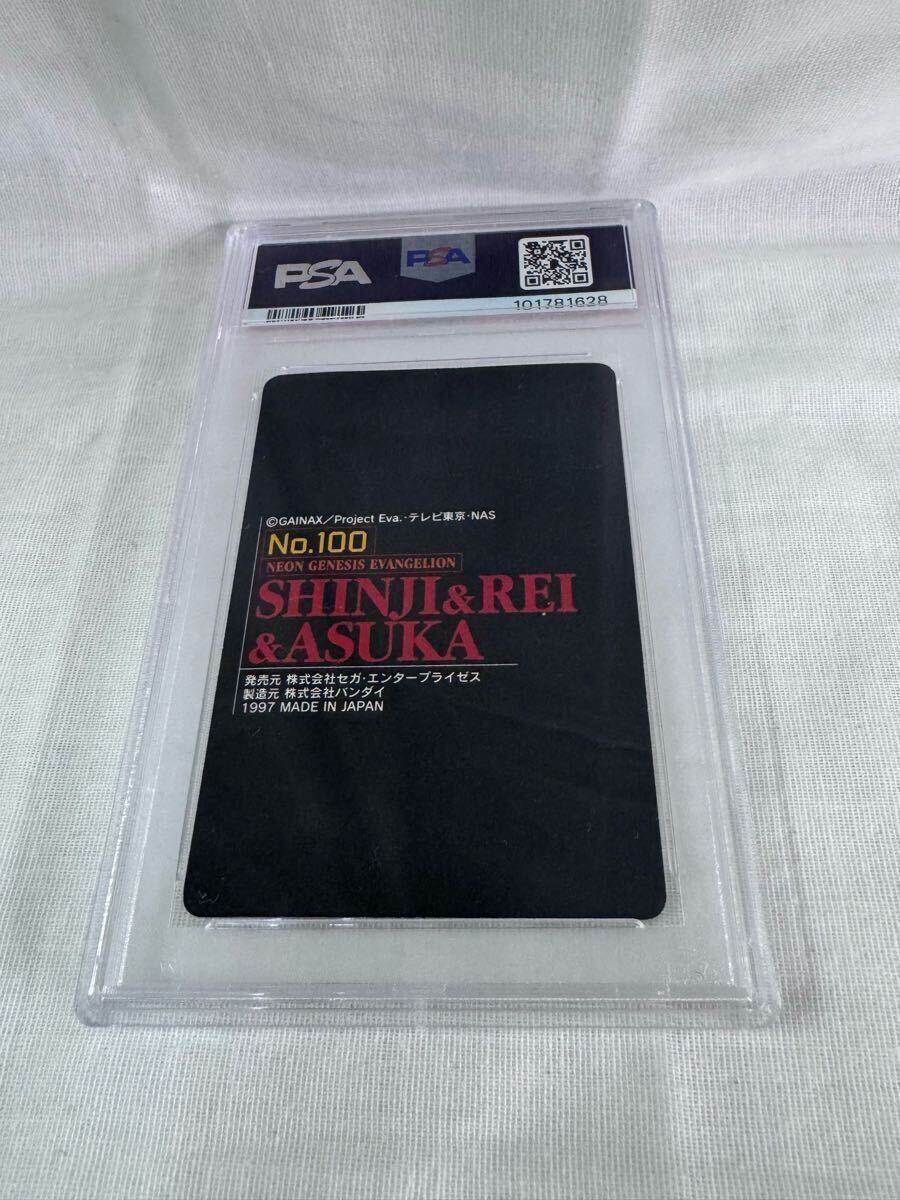 PSA
PSA
101781628
©GAINAX／Project Eva.・テレビ東京・NAS
No.100
NEON GENESIS EVANGELION
SHINJI&REI
&ASUKA
発売元 株式会社セガ・エンタープライゼス
製造元 株式会社バンダイ
1997 MADE IN JAPAN